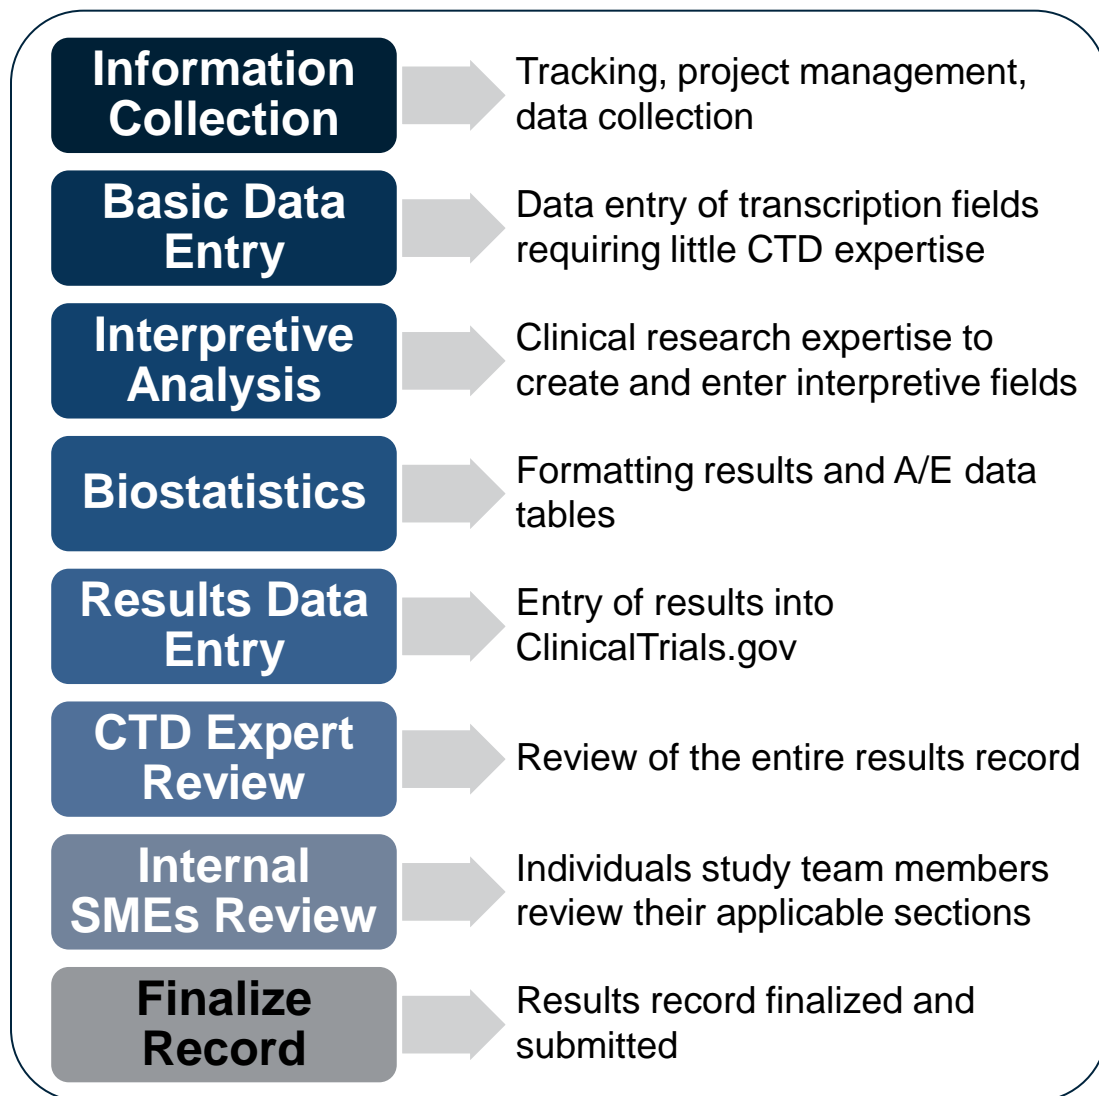 Information
Collection
Tracking, project management,
data collection
Basic Data
Entry
Data entry of transcription fields
requiring little CTD expertise
Interpretive
Analysis
Clinical research expertise to
create and enter interpretive fields
Biostatistics
Formatting results and A/E data
tables
Results Data
Entry
Entry of results into
ClinicalTrials.gov
CTD Expert
Review
Review of the entire results record
Internal
SMEs Review
Individuals study team members
review their applicable sections
Finalize
Record
Results record finalized and
submitted